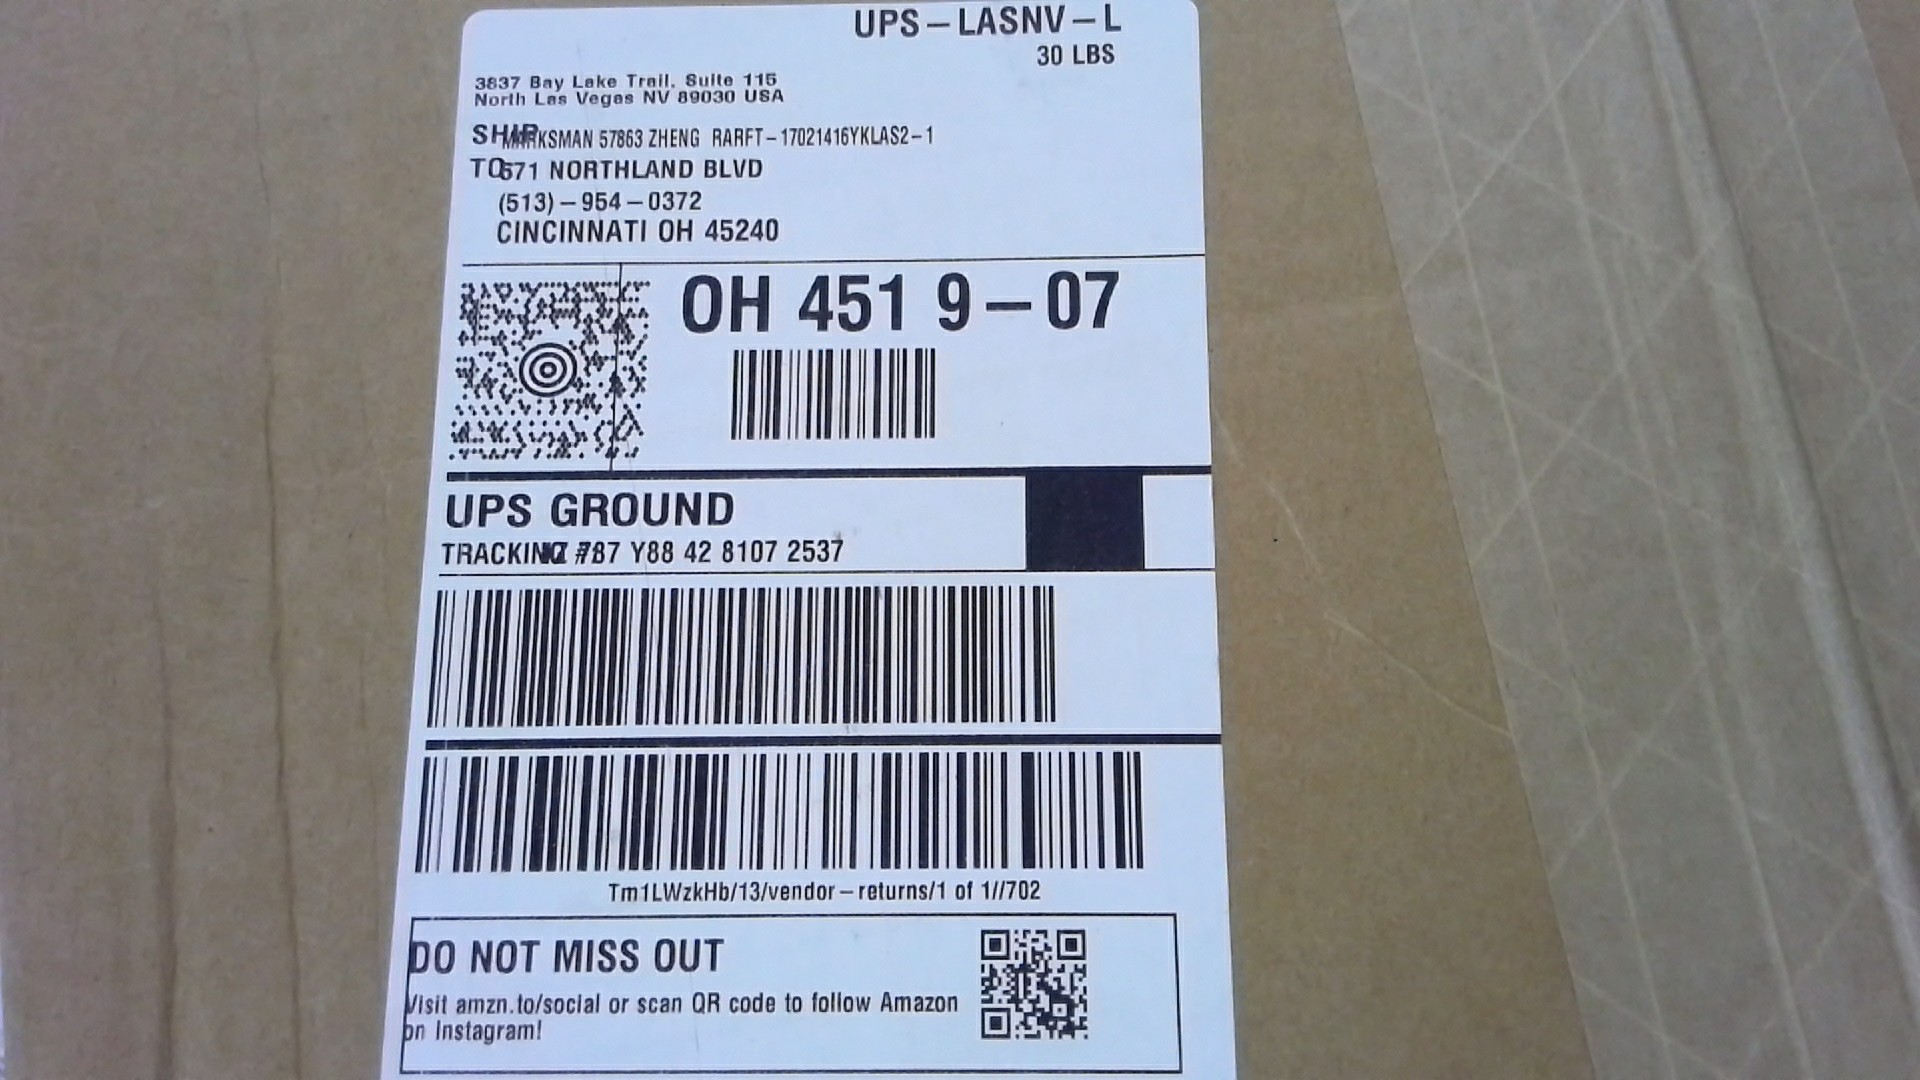 UPS-LASNV-L
30 LBS
3837 Bay Lake Trail, Suite 115
North Las Vegas NV 89030 USA
SHIP MARKSMAN 57863 ZHENG RARFT-17021416YKLAS2-1
TO 571 NORTHLAND BLVD
(513)-954-0372
CINCINNATI OH 45240
OH 451 9-07
UPS GROUND
TRACKING #: 87 Y88 42 8107 2537
Tm1LWzkHb/13/vendor-returns/1 of 1//702
DO NOT MISS OUT
Visit amzn.to/social or scan QR code to follow Amazon
on Instagram!